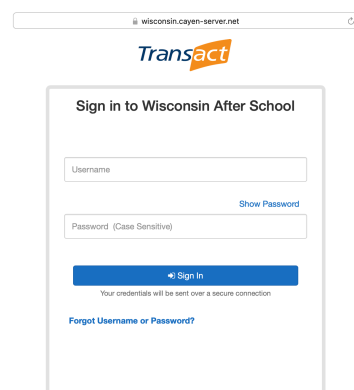 wisconsin.cayen-server.net
Transact
Sign in to Wisconsin After School
Username
Show Password
Password (Case Sensitive)
Sign In
Your credentials will be sent over a secure connection
Forgot Username or Password?